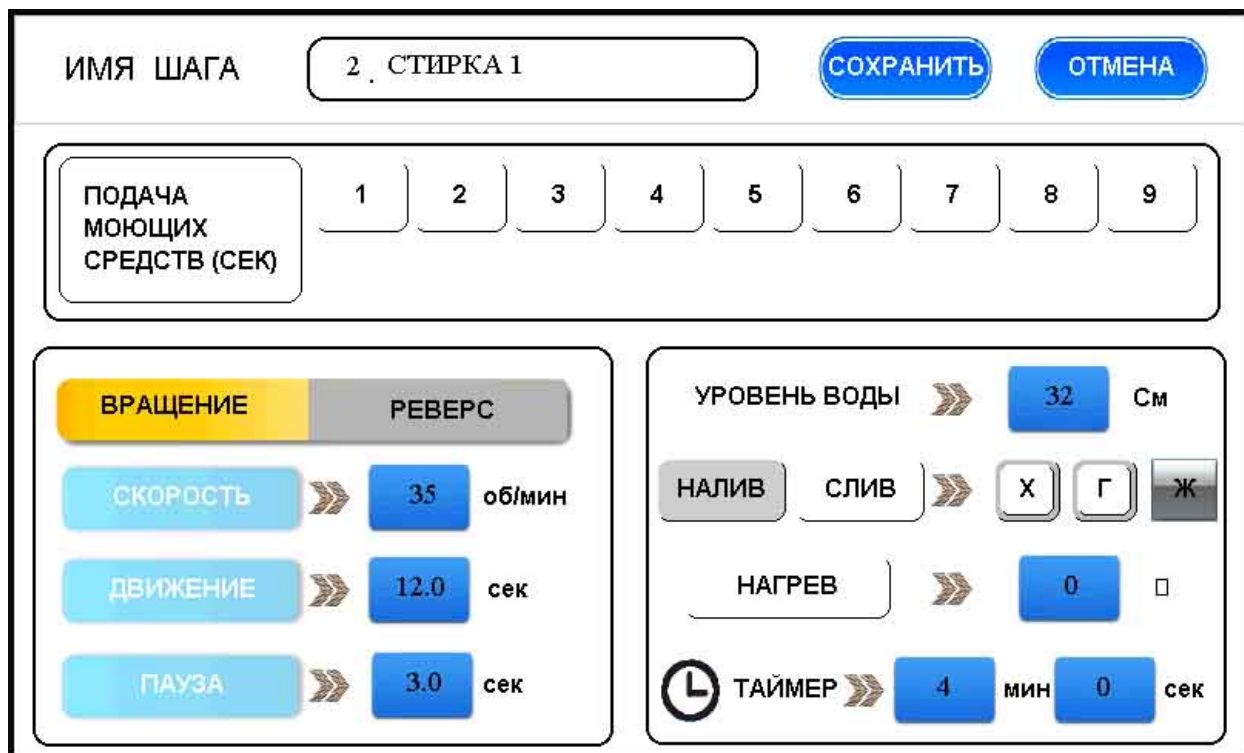 ИМЯ ШАГА 2 . СТИРКА 1 СОХРАНИТЬ ОТМЕНА
ПОДАЧА
МОЮЩИХ
СРЕДСТВ (СЕК)
1 2 3 4 5 6 7 8 9
ВРАЩЕНИЕ РЕВЕРС
СКОРОСТЬ 35 об/мин
ДВИЖЕНИЕ 12.0 сек
ПАУЗА 3.0 сек
УРОВЕНЬ ВОДЫ 32 См
НАЛИВ СЛИВ Х Г Ж
НАГРЕВ 0
ТАЙМЕР 4 мин 0 сек